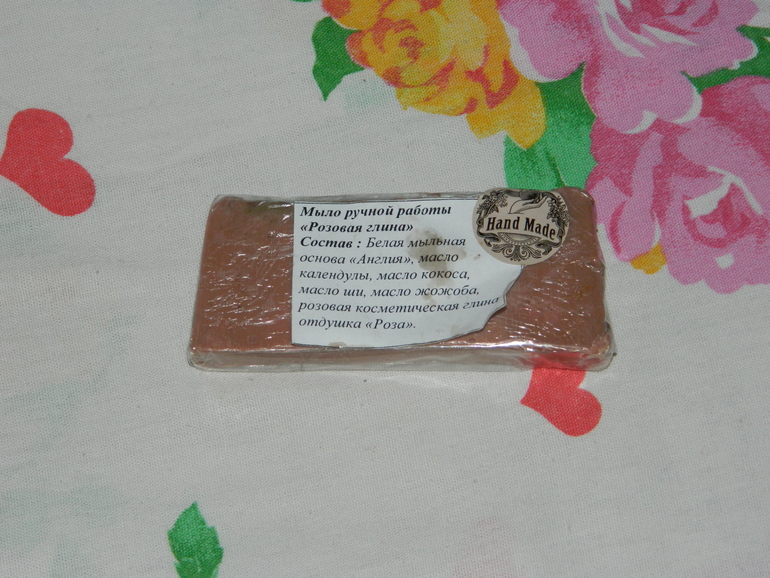 Мыло ручной работы
«Розовая глина»
Состав : Белая мыльная
основа «Англия», масло
календулы, масло кокоса,
масло ши, масло жожоба,
розовая косметическая глина
отдушка «Роза».
Hand Made